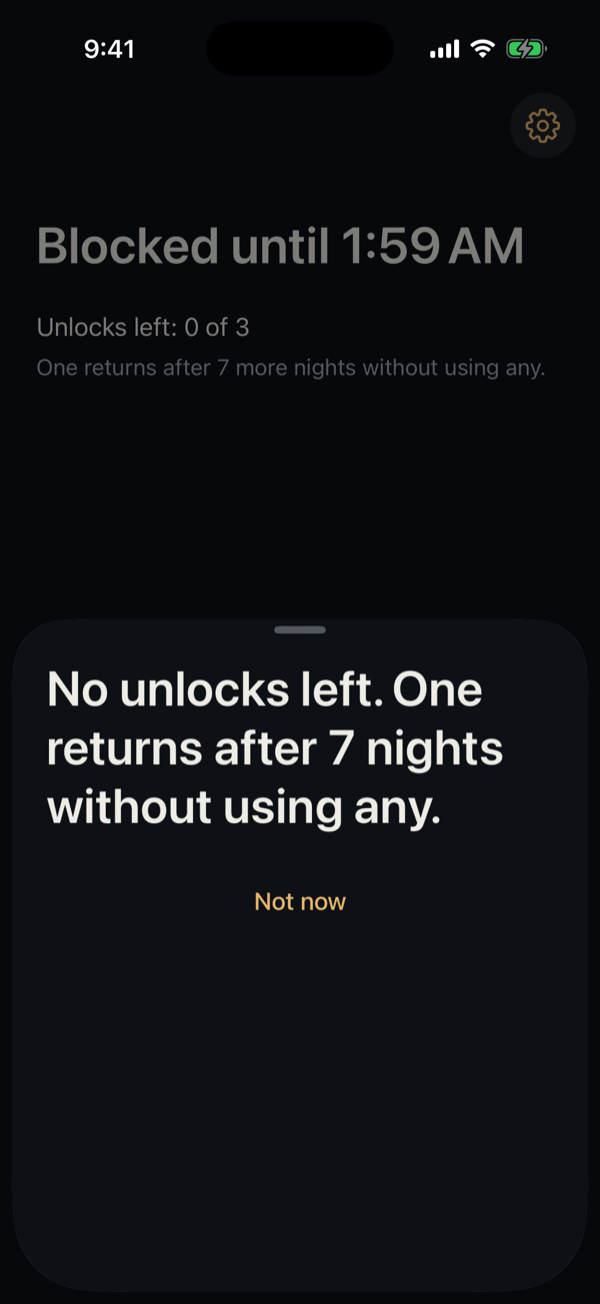 9:41
Blocked until 1:59 AM
Unlocks left: 0 of 3
One returns after 7 more nights without using any.
No unlocks left. One
returns after 7 nights
without using any.
Not now